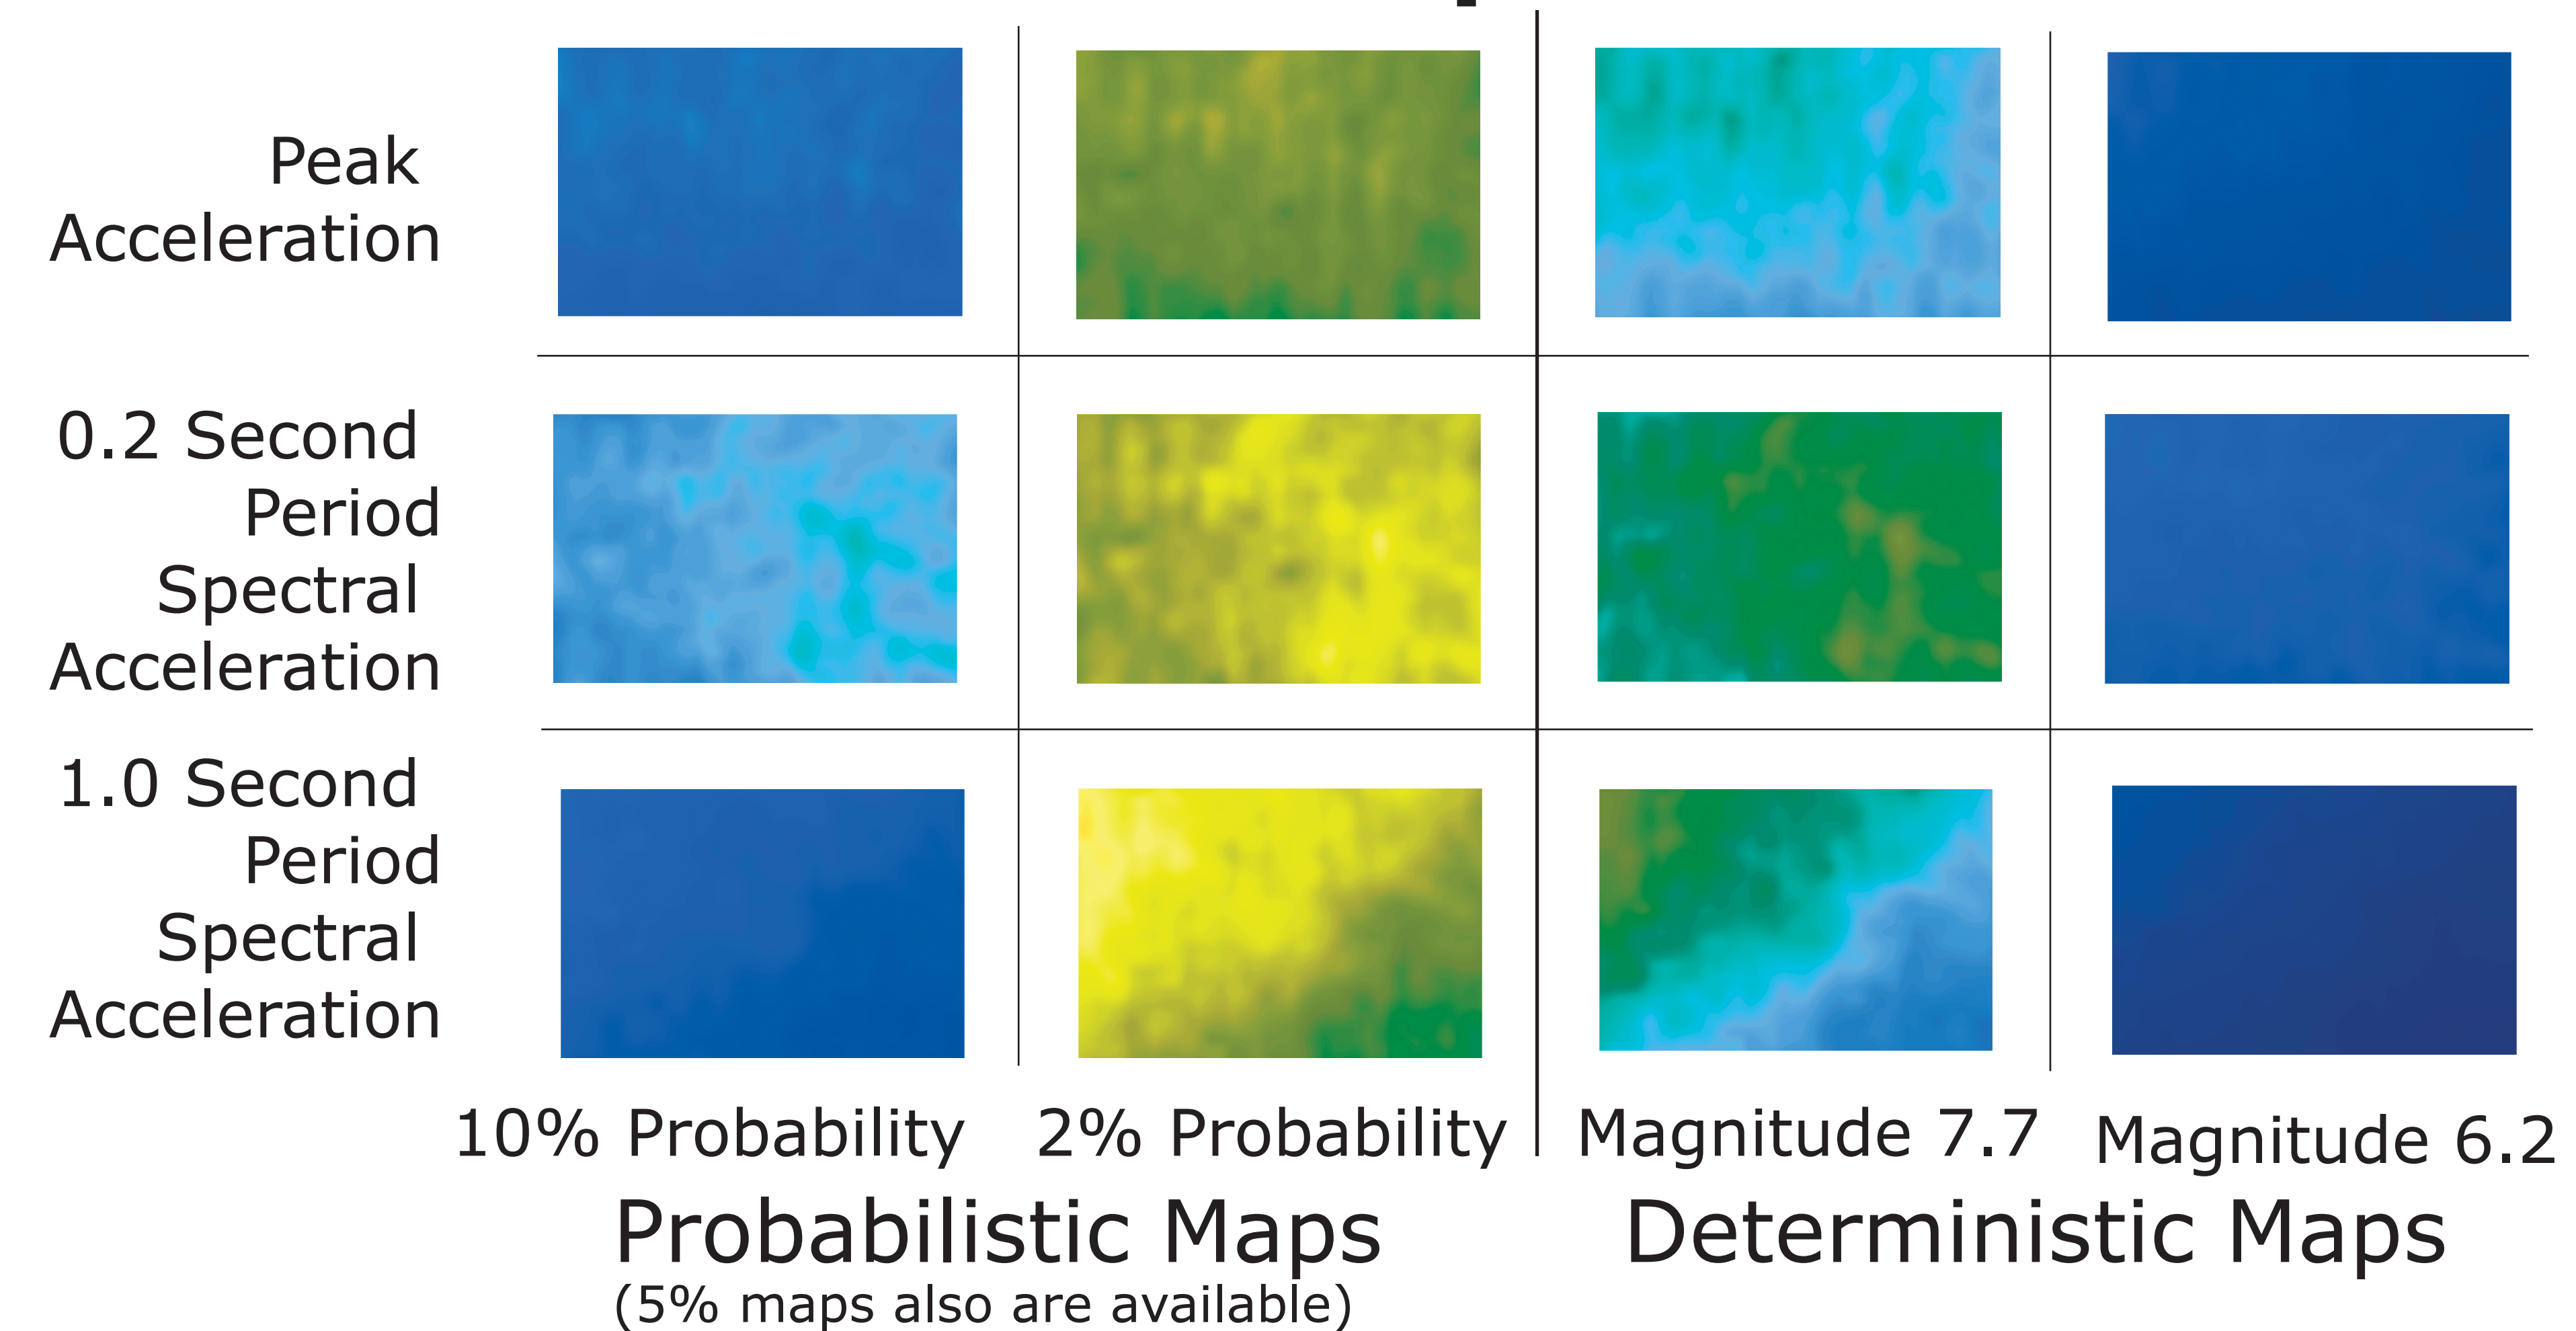 Peak
Acceleration
0.2 Second
Period
Spectral
Acceleration
1.0 Second
Period
Spectral
Acceleration
10% Probability 2% Probability Magnitude 7.7 Magnitude 6.2
Probabilistic Maps Deterministic Maps
(5% maps also are available)